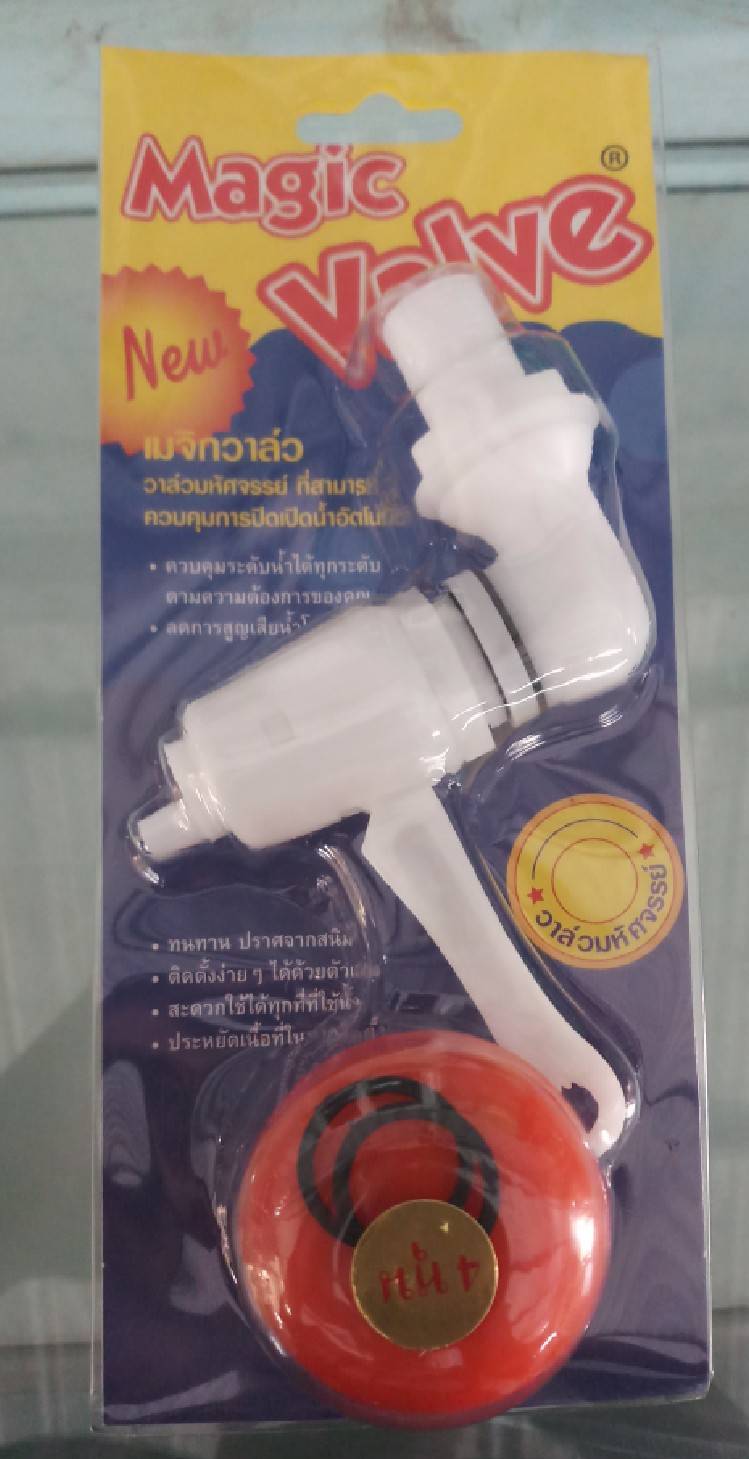 Magic
Valve ®
New
เมจิกวาล์ว
วาล์วมหัศจรรย์ ที่สามารถ
ควบคุมการปิดเปิดน้ำอัตโนมัติ
• ควบคุมระดับน้ำได้ทุกระดับ
ตามความต้องการของคุณ
• ลดการสูญเสียน้ำ
วาล์วมหัศจรรย์
• ทนทาน ปราศจากสนิม
• ติดตั้งง่าย ๆ ได้ด้วยตัวเอง
• สะดวกใช้ได้ทุกที่ที่ใช้น้ำ
• ประหยัดเนื้อที่ใน